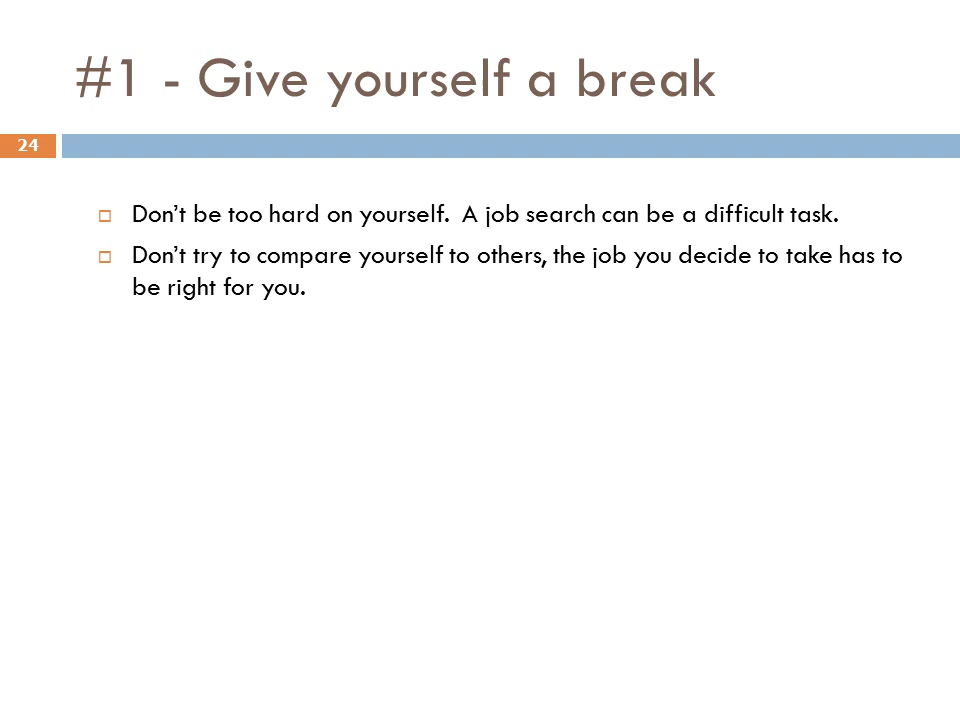 #1 - Give yourself a break
24
Don’t be too hard on yourself.  A job search can be a difficult task.
Don’t try to compare yourself to others, the job you decide to take has to
be right for you.